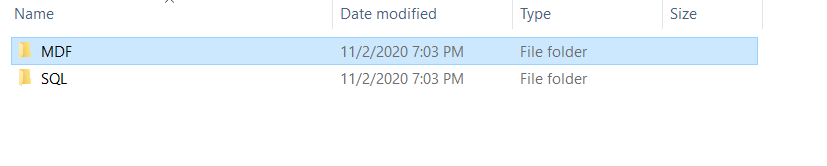 Name Date modified Type Size
MDF 11/2/2020 7:03 PM File folder
SQL 11/2/2020 7:03 PM File folder